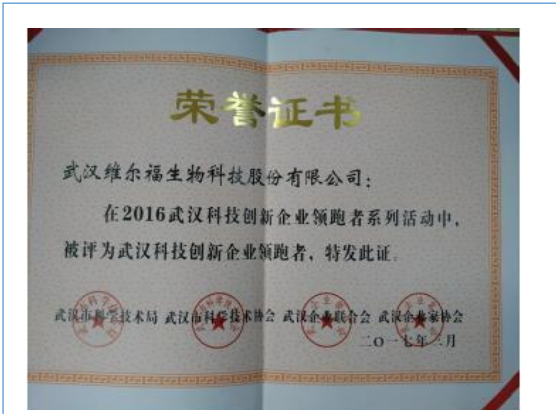 荣誉证书
武汉维尔福生物科技股份有限公司：
在2016武汉科技创新企业领跑者系列活动中，
被评为武汉科技创新企业领跑者，特发此证。
武汉市科学技术局 武汉市科学技术协会 武汉企业联合会 武汉企业家协会
二〇一七年三月